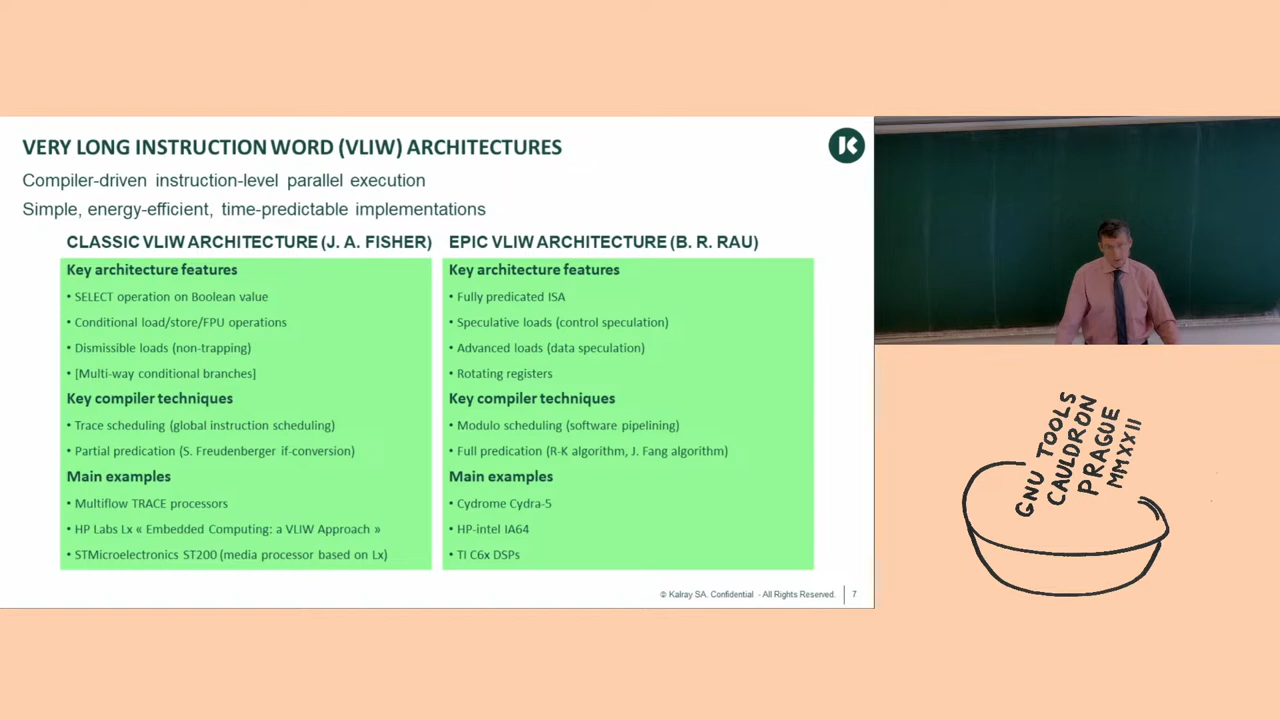 VERY LONG INSTRUCTION WORD (VLIW) ARCHITECTURES
Compiler-driven instruction-level parallel execution
Simple, energy-efficient, time-predictable implementations
CLASSIC VLIW ARCHITECTURE (J. A. FISHER)
Key architecture features
• SELECT operation on Boolean value
• Conditional load/store/FPU operations
• Dismissible loads (non-trapping)
• [Multi-way conditional branches]
Key compiler techniques
• Trace scheduling (global instruction scheduling)
• Partial predication (S. Freudenberger if-conversion)
Main examples
• Multiflow TRACE processors
• HP Labs Lx « Embedded Computing: a VLIW Approach »
• STMicroelectronics ST200 (media processor based on Lx)
EPIC VLIW ARCHITECTURE (B. R. RAU)
Key architecture features
• Fully predicated ISA
• Speculative loads (control speculation)
• Advanced loads (data speculation)
• Rotating registers
Key compiler techniques
• Modulo scheduling (software pipelining)
• Full predication (R-K algorithm, J. Fang algorithm)
Main examples
• Cydrome Cydra-5
• HP-intel IA64
• TI C6x DSPs
© Kalray SA. Confidential - All Rights Reserved. 7
GNU TOOLS
CAULDRON
PRAGUE
MMXXII